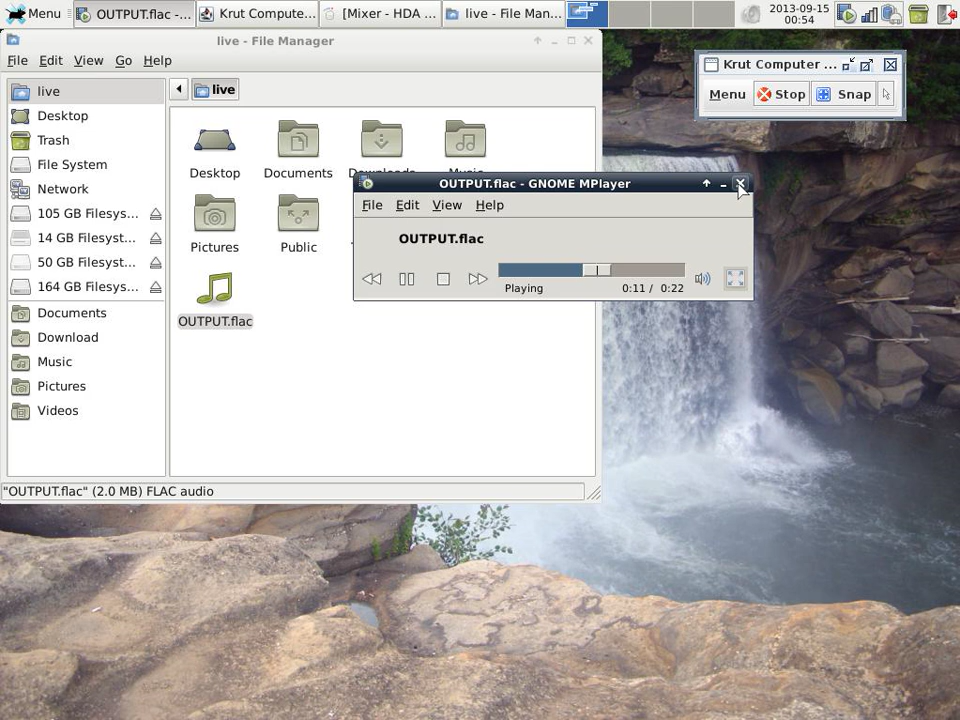 Menu
OUTPUT.flac -...
Krut Compute...
[Mixer - HDA ...
live - File Man...
2013-09-15
00:54
live - File Manager
File Edit View Go Help
live
Desktop
Trash
File System
Network
105 GB Filesys...
14 GB Filesyst...
50 GB Filesyst...
164 GB Filesys...
Documents
Download
Music
Pictures
Videos
live
Desktop
Documents
Downloads
Music
Pictures
Public
OUTPUT.flac
"OUTPUT.flac" (2.0 MB) FLAC audio
OUTPUT.flac - GNOME MPlayer
File Edit View Help
OUTPUT.flac
Playing
0:11 / 0:22
Krut Computer ...
Menu Stop Snap